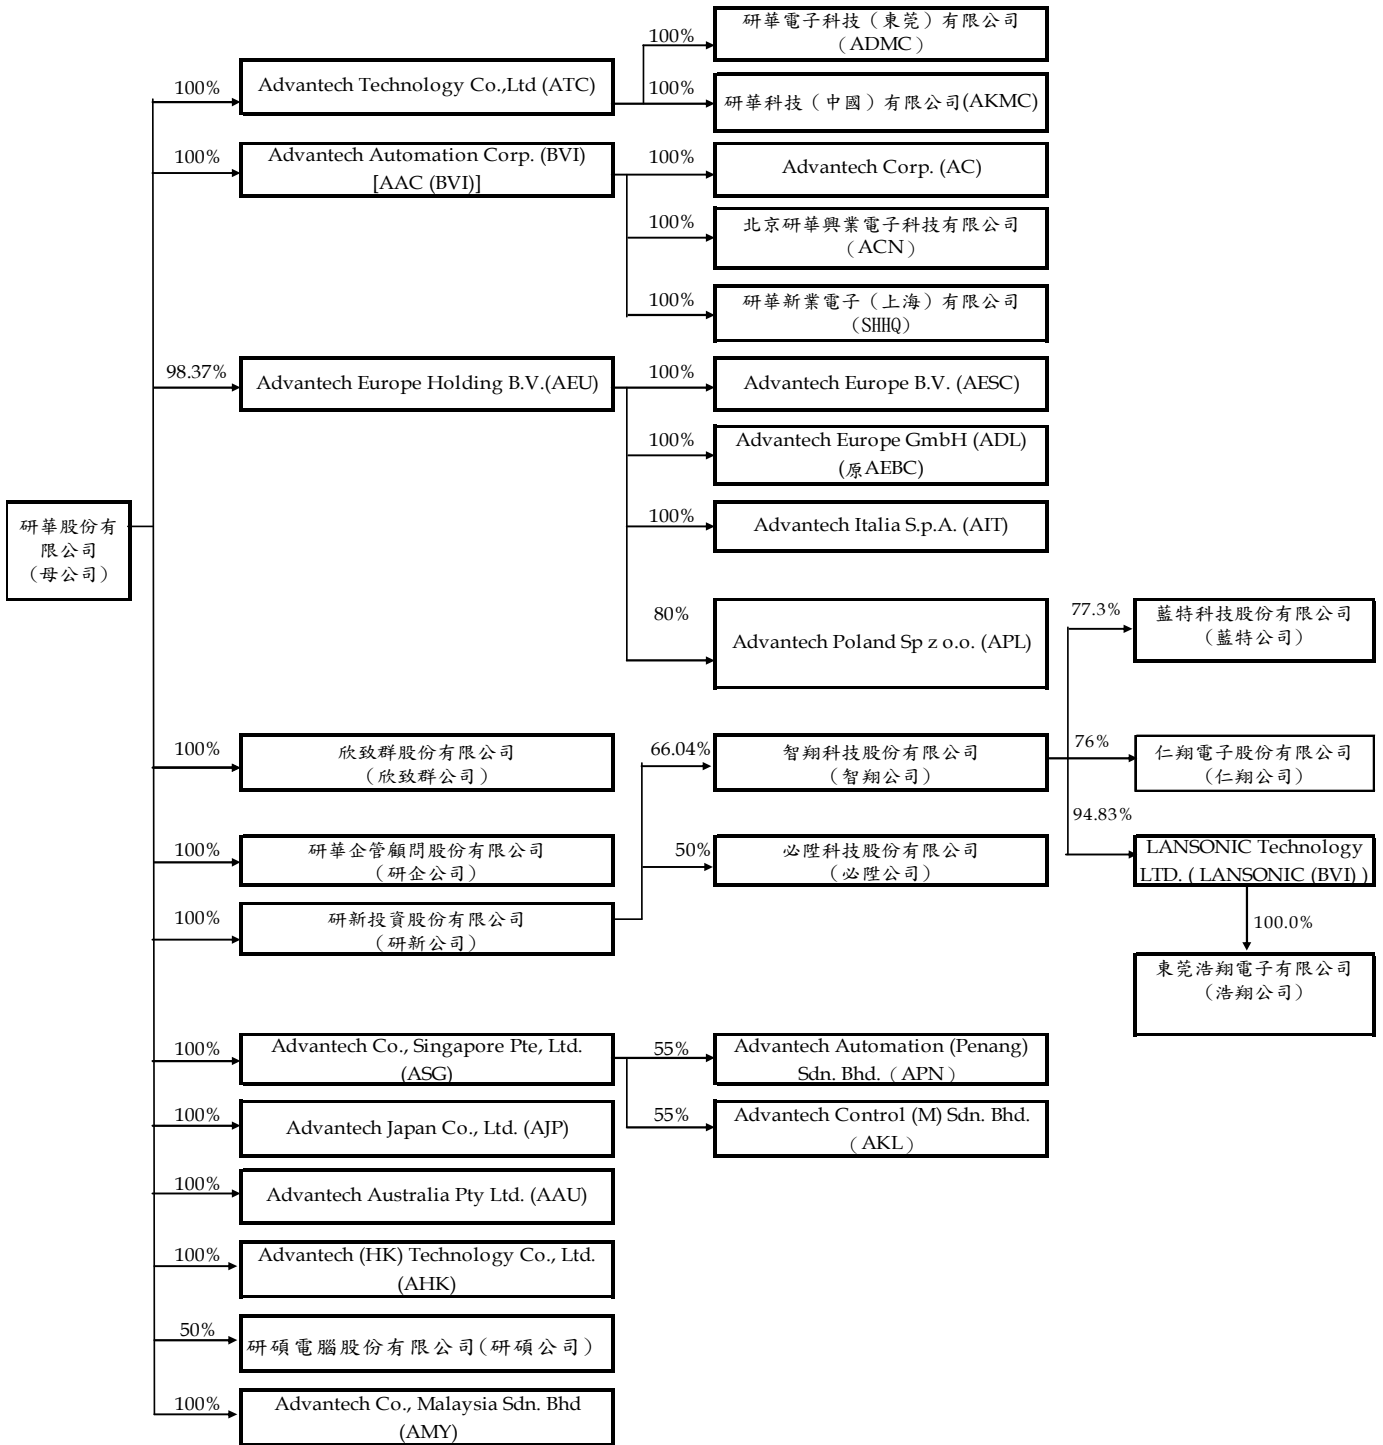 研華股份有
限公司
（母公司）
100%
Advantech Technology Co.,Ltd (ATC)
100%
研華電子科技（東莞）有限公司
（ADMC）
100%
研華科技（中國）有限公司(AKMC)
100%
Advantech Automation Corp. (BVI)
[AAC (BVI)]
100%
Advantech Corp. (AC)
100%
北京研華興業電子科技有限公司
（ACN）
100%
研華新業電子（上海）有限公司
（SHHQ）
98.37%
Advantech Europe Holding B.V.(AEU)
100%
Advantech Europe B.V. (AESC)
100%
Advantech Europe GmbH (ADL)
(原AEBC)
100%
Advantech Italia S.p.A. (AIT)
80%
Advantech Poland Sp z o.o. (APL)
100%
欣致群股份有限公司
（欣致群公司）
100%
研華企管顧問股份有限公司
（研企公司）
100%
研新投資股份有限公司
（研新公司）
66.04%
智翔科技股份有限公司
（智翔公司）
77.3%
藍特科技股份有限公司
（藍特公司）
76%
仁翔電子股份有限公司
（仁翔公司）
94.83%
LANSONIC Technology
LTD. ( LANSONIC (BVI) )
100.0%
東莞浩翔電子有限公司
（浩翔公司）
50%
必陞科技股份有限公司
（必陞公司）
100%
Advantech Co., Singapore Pte, Ltd.
(ASG)
55%
Advantech Automation (Penang)
Sdn. Bhd.（APN）
55%
Advantech Control (M) Sdn. Bhd.
（AKL）
100%
Advantech Japan Co., Ltd. (AJP)
100%
Advantech Australia Pty Ltd. (AAU)
100%
Advantech (HK) Technology Co., Ltd.
(AHK)
50%
研碩電腦股份有限公司(研碩公司）
100%
Advantech Co., Malaysia Sdn. Bhd
(AMY)